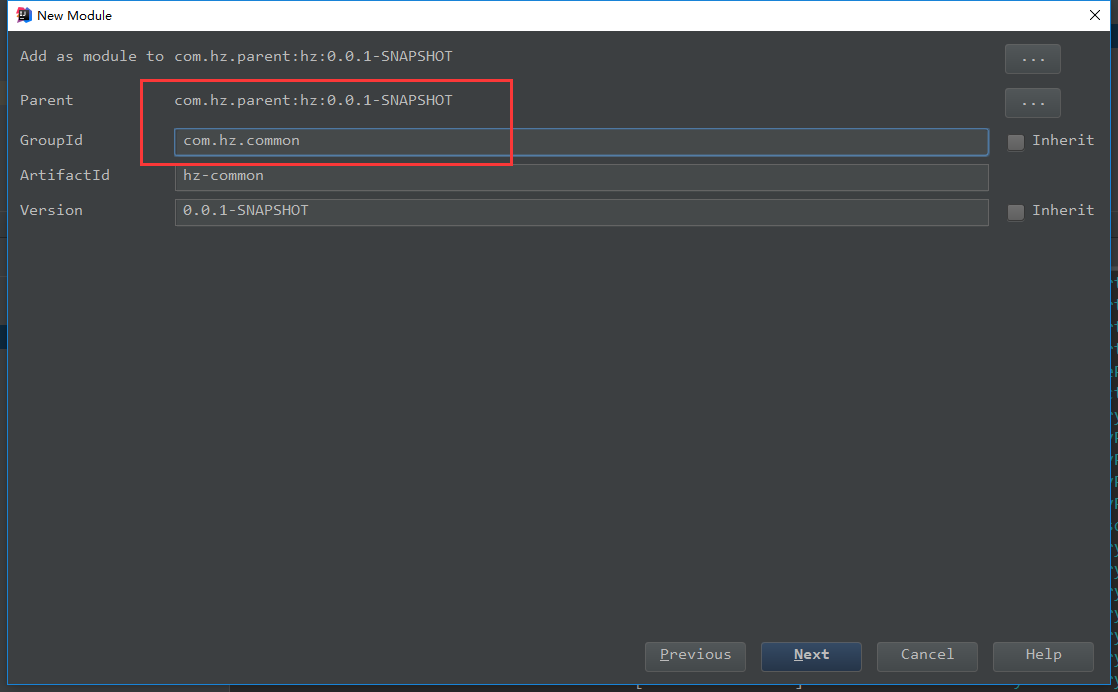 New Module
Add as module to com.hz.parent:hz:0.0.1-SNAPSHOT
...
Parent com.hz.parent:hz:0.0.1-SNAPSHOT
...
GroupId com.hz.common Inherit
ArtifactId hz-common
Version 0.0.1-SNAPSHOT Inherit
Previous Next Cancel Help